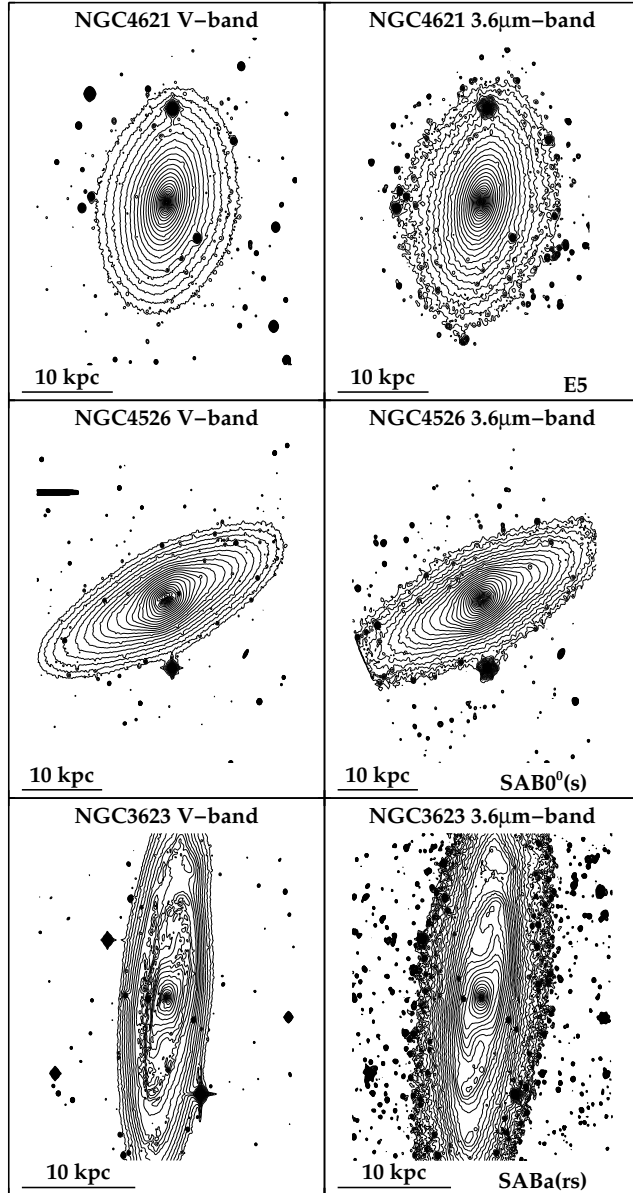 NGC4621 V−band
NGC4621 3.6μm−band
10 kpc
10 kpc
E5
NGC4526 V−band
NGC4526 3.6μm−band
10 kpc
10 kpc
SAB0⁰(s)
NGC3623 V−band
NGC3623 3.6μm−band
10 kpc
10 kpc
SABa(rs)